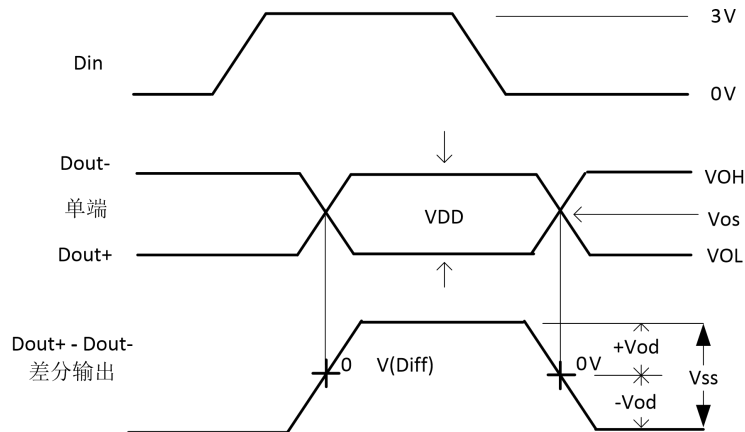 3V
Din
0V
Dout-
VOH
单端
VDD
Vos
Dout+
VOL
Dout+ - Dout-
差分输出
0
V(Diff)
0V
+Vod
-Vod
Vss